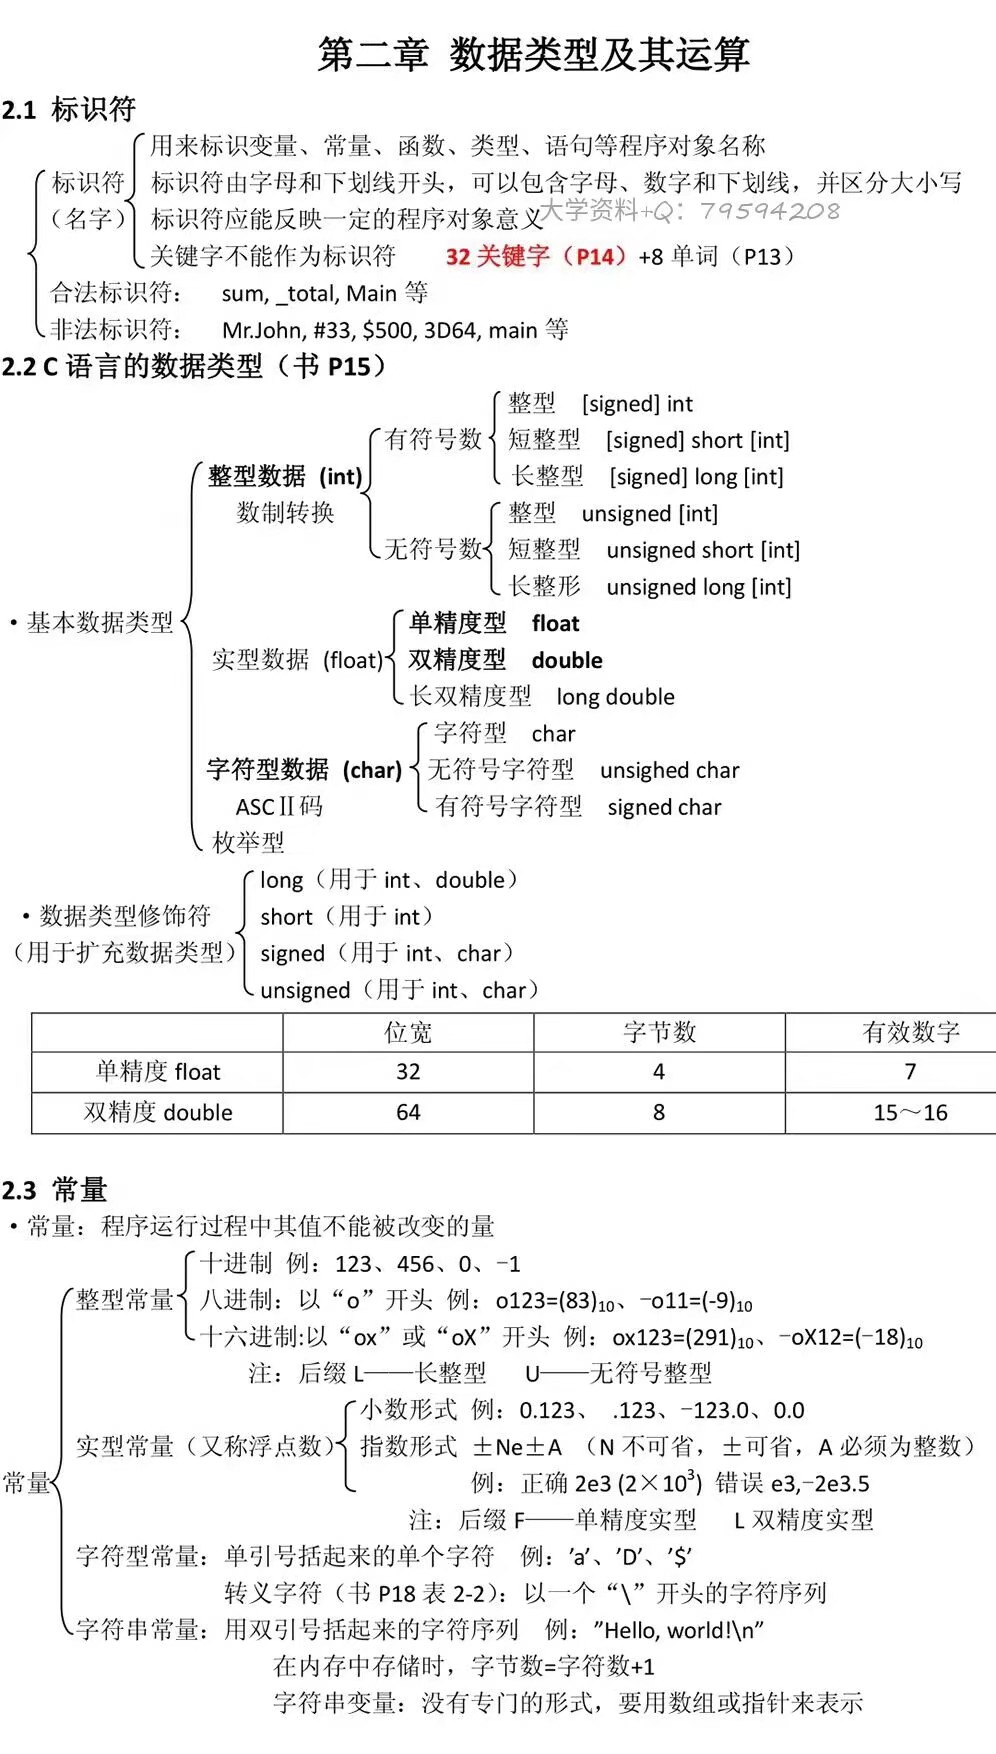 第二章 数据类型及其运算
2.1 标识符
用来标识变量、常量、函数、类型、语句等程序对象名称
标识符 标识符由字母和下划线开头，可以包含字母、数字和下划线，并区分大小写
（名字） 标识符应能反映一定的程序对象意义
大学资料+Q：79594208
关键字不能作为标识符 32 关键字（P14）+8 单词（P13）
合法标识符： sum, _total, Main 等
非法标识符： Mr.John, #33, $500, 3D64, main 等
2.2 C 语言的数据类型（书 P15）
整型 [signed] int
有符号数 短整型 [signed] short [int]
整型数据 (int) 长整型 [signed] long [int]
数制转换 整型 unsigned [int]
无符号数 短整型 unsigned short [int]
长整形 unsigned long [int]
·基本数据类型 单精度型 float
实型数据 (float) 双精度型 double
长双精度型 long double
字符型 char
字符型数据 (char) 无符号字符型 unsighed char
ASCⅡ码 有符号字符型 signed char
枚举型
long（用于 int、double）
·数据类型修饰符 short（用于 int）
（用于扩充数据类型） signed（用于 int、char）
unsigned（用于 int、char）
位宽 字节数 有效数字
单精度 float 32 4 7
双精度 double 64 8 15～16
2.3 常量
·常量：程序运行过程中其值不能被改变的量
十进制 例：123、456、0、-1
整型常量 八进制：以“o”开头 例：o123=(83)10、-o11=(-9)10
十六进制:以“ox”或“oX”开头 例：ox123=(291)10、-oX12=(-18)10
注：后缀 L——长整型 U——无符号整型
小数形式 例：0.123、 .123、-123.0、0.0
实型常量（又称浮点数） 指数形式 ±Ne±A （N 不可省，±可省，A 必须为整数）
常量 例：正确 2e3 (2×10³) 错误 e3,-2e3.5
注：后缀 F——单精度实型 L 双精度实型
字符型常量：单引号括起来的单个字符 例：’a’、’D’、’$’
转义字符（书 P18 表 2-2）：以一个“\”开头的字符序列
字符串常量：用双引号括起来的字符序列 例：”Hello, world!\n”
在内存中存储时，字节数=字符数+1
字符串变量：没有专门的形式，要用数组或指针来表示